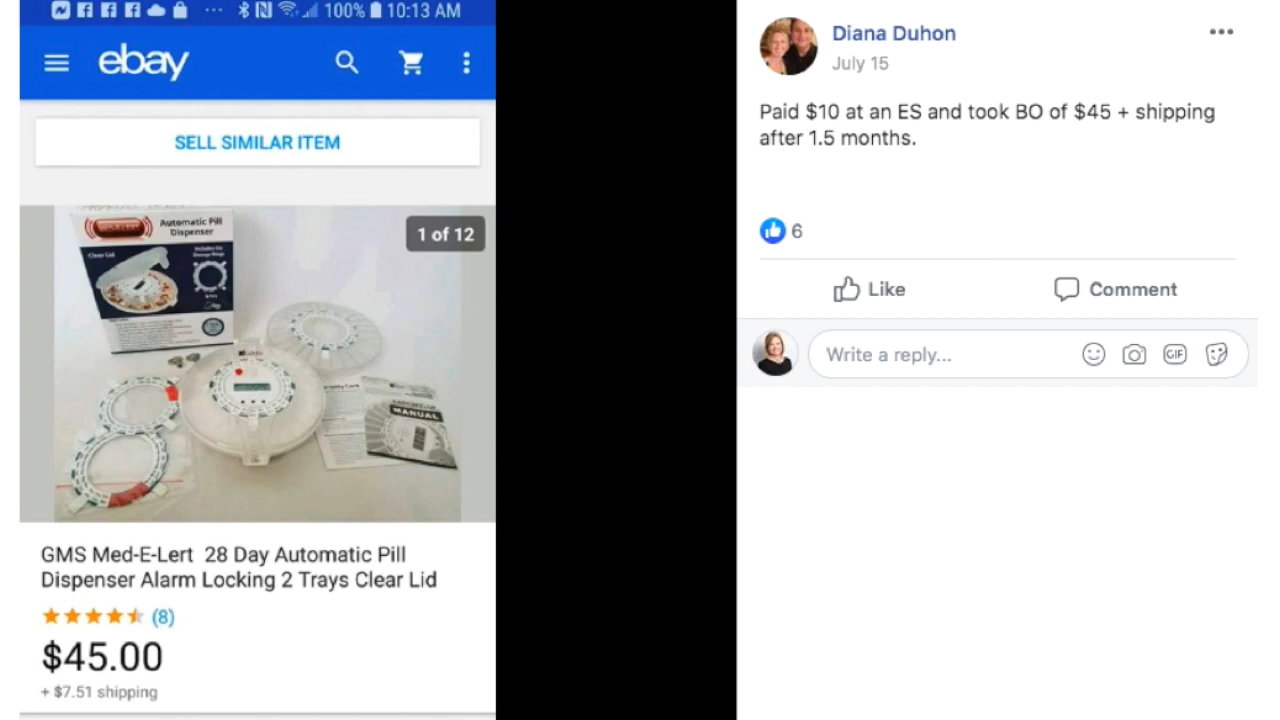 100% 10:13 AM
ebay
SELL SIMILAR ITEM
1 of 12
Automatic Pill
Dispenser
Clear Lid
MANUAL
GMS Med-E-Lert 28 Day Automatic Pill
Dispenser Alarm Locking 2 Trays Clear Lid
(8)
$45.00
+ $7.51 shipping
Diana Duhon
July 15
Paid $10 at an ES and took BO of $45 + shipping
after 1.5 months.
6
Like
Comment
Write a reply...
GIF